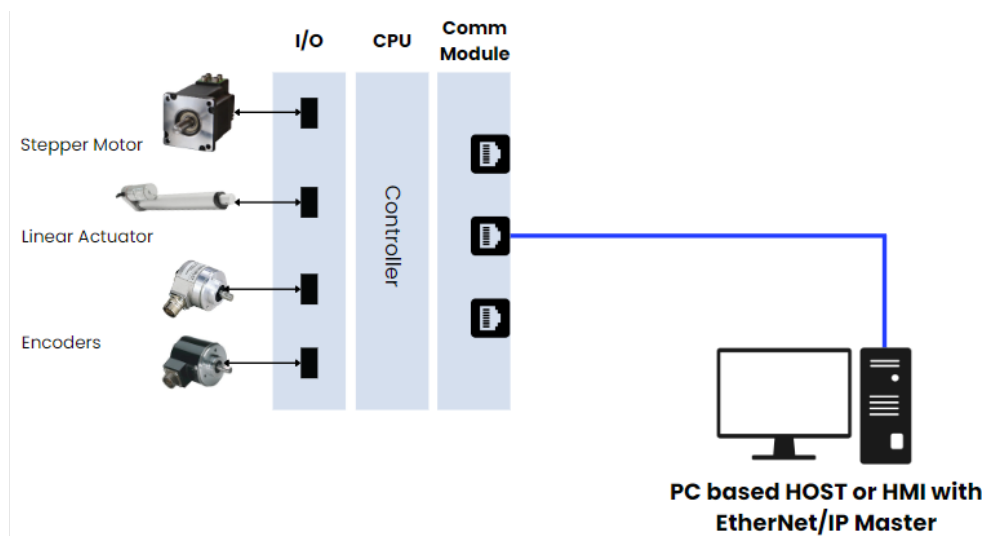 I/O
CPU
Comm
Module
Stepper Motor
Linear Actuator
Encoders
Controller
PC based HOST or HMI with
EtherNet/IP Master